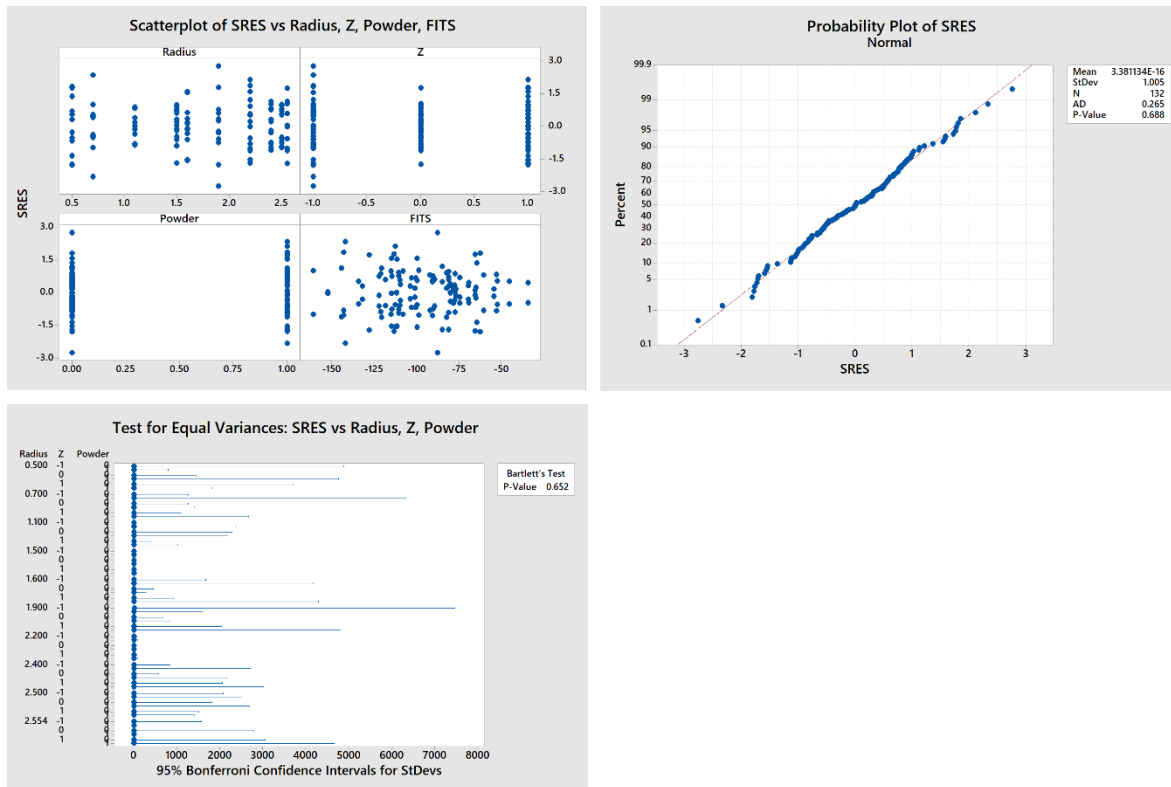 Scatterplot of SRES vs Radius, Z, Powder, FITS
Radius Z
3.0
1.5
0.0
-1.5
-3.0
0.5 1.0 1.5 2.0 2.5 -1.0 -0.5 0.0 0.5 1.0
SRES
Powder FITS
3.0
1.5
0.0
-1.5
-3.0
0.00 0.25 0.50 0.75 1.00 -150 -125 -100 -75 -50
Probability Plot of SRES
Normal
99.9
99
95
90
80
70
60
50
40
30
20
10
5
1
0.1
Percent
-3 -2 -1 0 1 2 3
SRES
Mean 3.381134E-16
StDev 1.005
N 132
AD 0.265
P-Value 0.688
Test for Equal Variances: SRES vs Radius, Z, Powder
Radius Z Powder
0.500 -1
0
1
0.700 -1
0
1
1.100 -1
0
1
1.500 -1
0
1
1.600 -1
0
1
1.900 -1
0
1
2.200 -1
0
1
2.400 -1
0
1
2.500 -1
0
1
2.554 -1
0
1
0 1000 2000 3000 4000 5000 6000 7000 8000
95% Bonferroni Confidence Intervals for StDevs
Bartlett's Test
P-Value 0.652